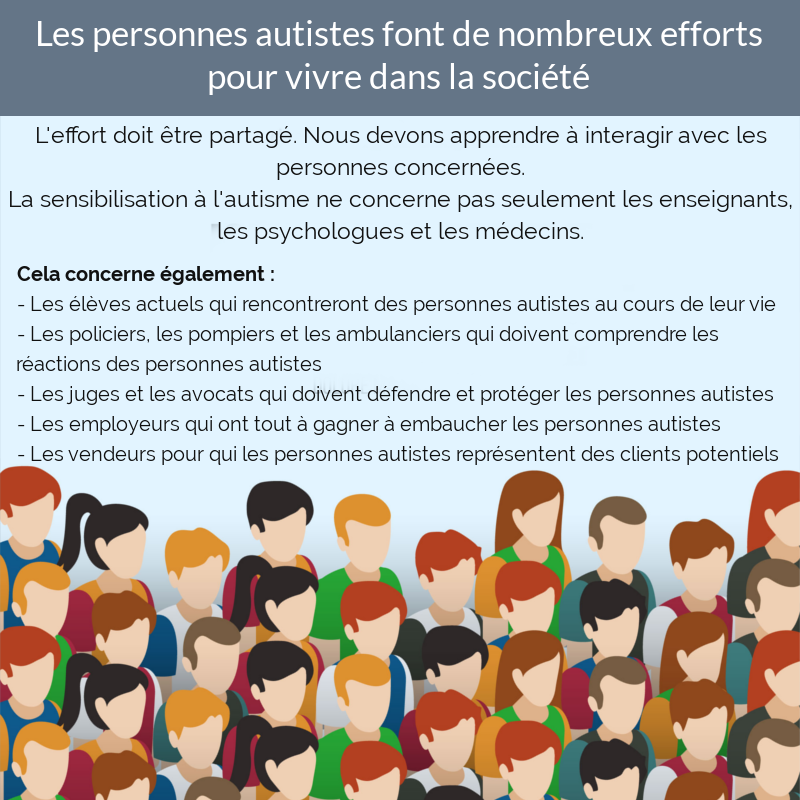 Les personnes autistes font de nombreux efforts
pour vivre dans la société
L'effort doit être partagé. Nous devons apprendre à interagir avec les
personnes concernées.
La sensibilisation à l'autisme ne concerne pas seulement les enseignants,
les psychologues et les médecins.
Cela concerne également :
- Les élèves actuels qui rencontreront des personnes autistes au cours de leur vie
- Les policiers, les pompiers et les ambulanciers qui doivent comprendre les
réactions des personnes autistes
- Les juges et les avocats qui doivent défendre et protéger les personnes autistes
- Les employeurs qui ont tout à gagner à embaucher les personnes autistes
- Les vendeurs pour qui les personnes autistes représentent des clients potentiels